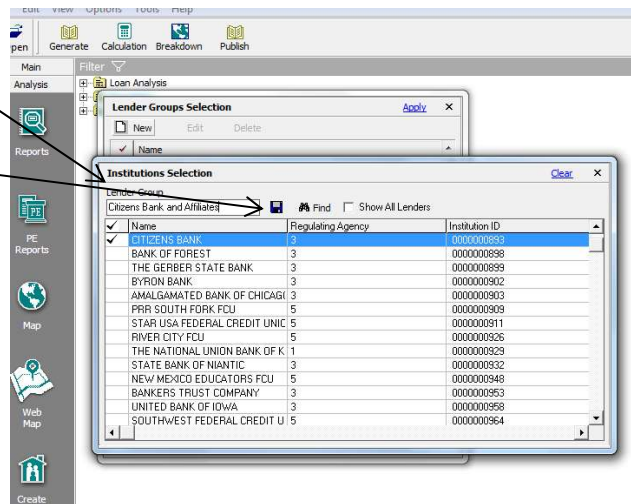 Edit View Options Tools Help
pen Generate Calculation Breakdown Publish
Main Filter
Analysis Loan Analysis
Lender Groups Selection Apply X
New Edit Delete
Name
Reports
Institutions Selection Clear X
Lender Group
Citizens Bank and Affiliates Find Show All Lenders
Name Regulating Agency Institution ID
CITIZENS BANK 3 0000000893
BANK OF FOREST 3 0000000898
THE GERBER STATE BANK 3 0000000899
BYRON BANK 3 0000000902
AMALGAMATED BANK OF CHICAG( 3 0000000903
PRR SOUTH FORK FCU 5 0000000909
STAR USA FEDERAL CREDIT UNIC 5 0000000911
RIVER CITY FCU 5 0000000926
THE NATIONAL UNION BANK OF K 1 0000000929
STATE BANK OF NIANTIC 3 0000000932
NEW MEXICO EDUCATORS FCU 5 0000000948
BANKERS TRUST COMPANY 3 0000000953
UNITED BANK OF IOWA 3 0000000958
SOUTHWEST FEDERAL CREDIT U 5 0000000964
PE
PE
Reports
Map
Web
Map
Create